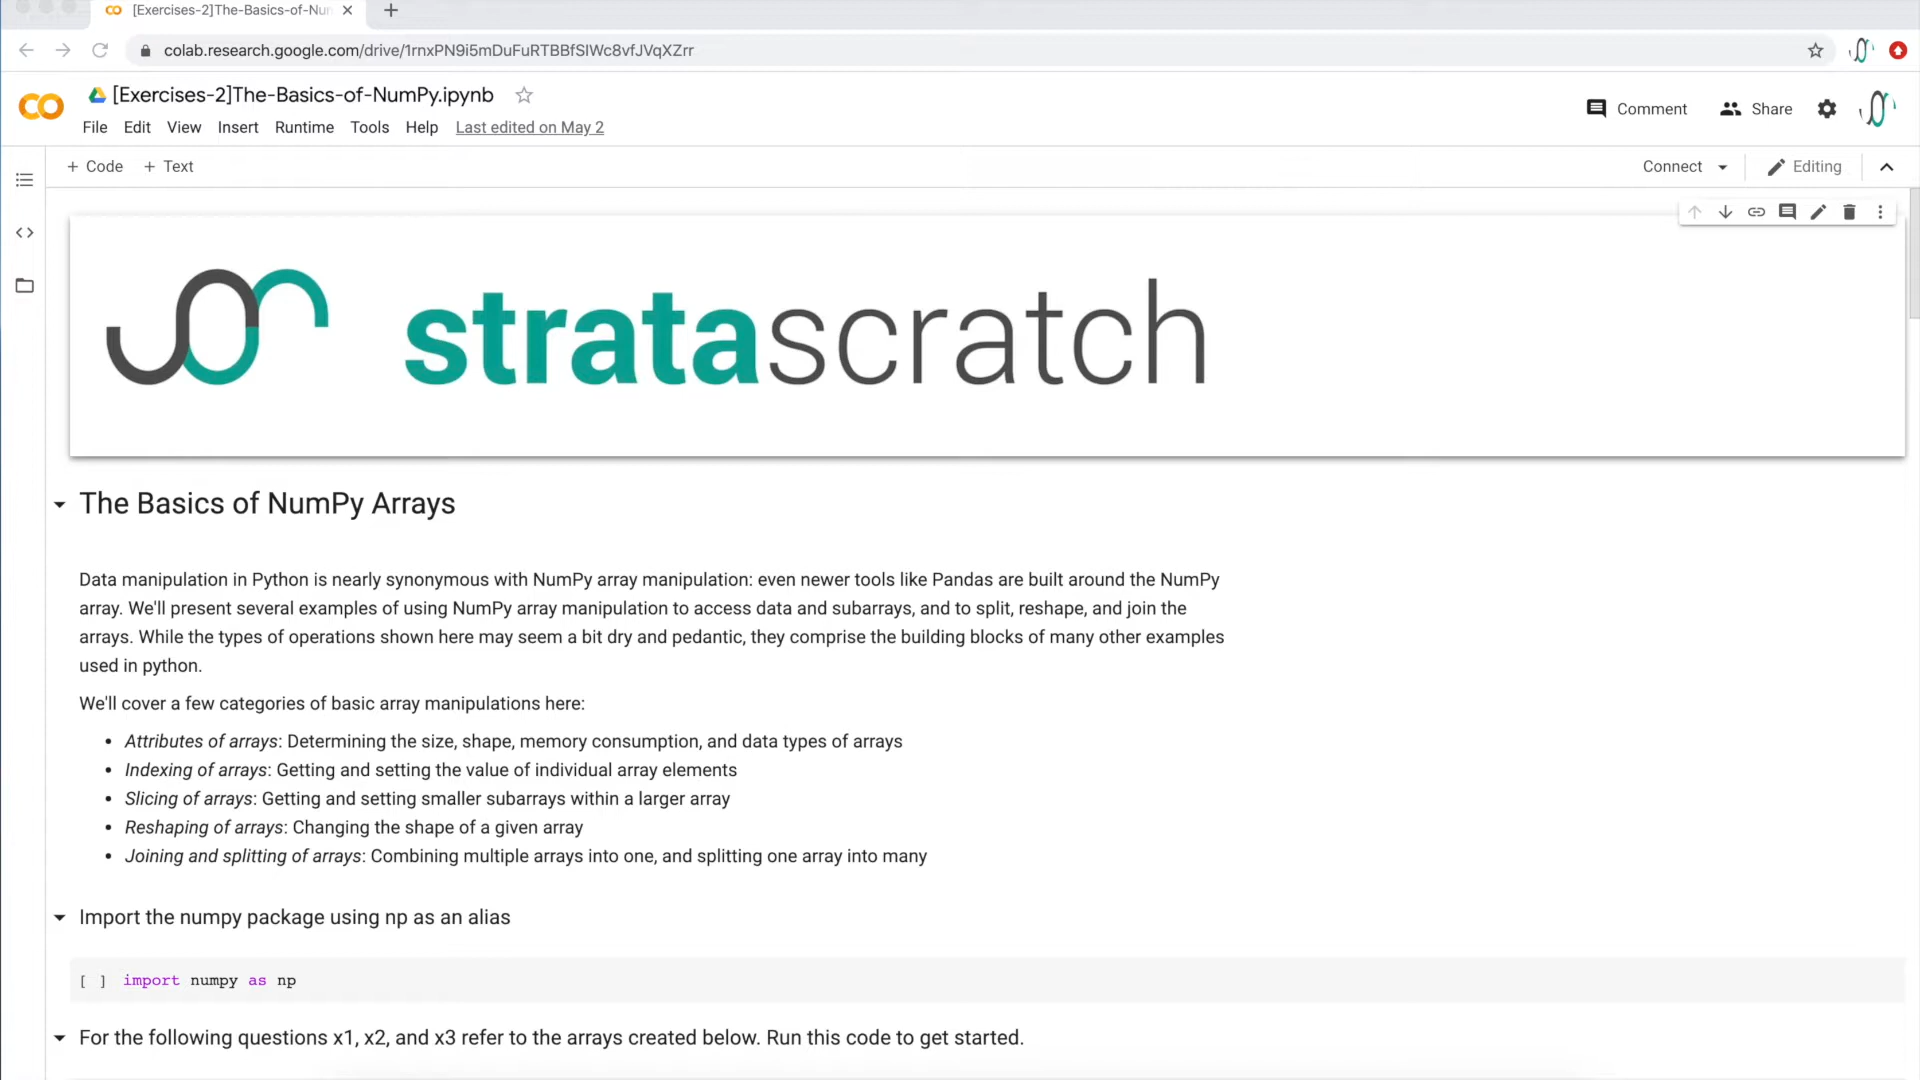 [Exercises-2]The-Basics-of-Nun
colab.research.google.com/drive/1rnxPN9i5mDuFuRTBBfSIWc8vfJVqXZrr
[Exercises-2]The-Basics-of-NumPy.ipynb
File Edit View Insert Runtime Tools Help Last edited on May 2
Comment Share
+ Code + Text
Connect Editing
stratascratch
The Basics of NumPy Arrays
Data manipulation in Python is nearly synonymous with NumPy array manipulation: even newer tools like Pandas are built around the NumPy
array. We'll present several examples of using NumPy array manipulation to access data and subarrays, and to split, reshape, and join the
arrays. While the types of operations shown here may seem a bit dry and pedantic, they comprise the building blocks of many other examples
used in python.
We'll cover a few categories of basic array manipulations here:
• Attributes of arrays: Determining the size, shape, memory consumption, and data types of arrays
• Indexing of arrays: Getting and setting the value of individual array elements
• Slicing of arrays: Getting and setting smaller subarrays within a larger array
• Reshaping of arrays: Changing the shape of a given array
• Joining and splitting of arrays: Combining multiple arrays into one, and splitting one array into many
Import the numpy package using np as an alias
[ ] import numpy as np
For the following questions x1, x2, and x3 refer to the arrays created below. Run this code to get started.